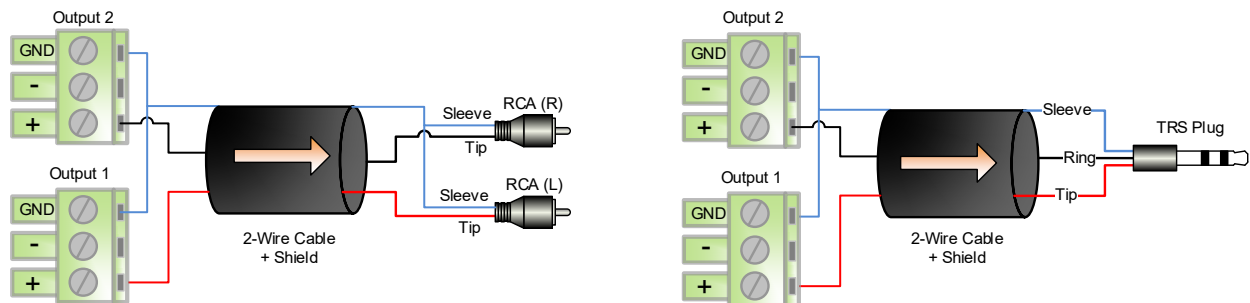 Output 2
GND
-
+
Output 1
GND
-
+
2-Wire Cable
+ Shield
Sleeve
RCA (R)
Tip
RCA (L)
Sleeve
Tip
Output 2
GND
-
+
Output 1
GND
-
+
2-Wire Cable
+ Shield
Sleeve
Ring
Tip
TRS Plug